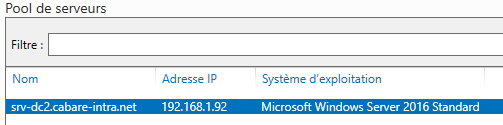 Pool de serveurs
Filtre :
Nom Adresse IP Système d'exploitation
srv-dc2.cabare-intra.net 192.168.1.92 Microsoft Windows Server 2016 Standard